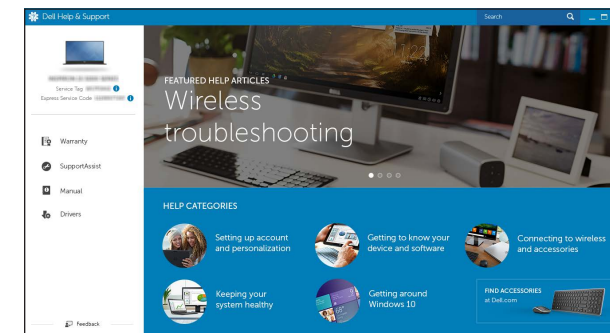 Dell Help & Support
Search
Service Tag
Express Service Code
Warranty
SupportAssist
Manual
Drivers
Feedback
FEATURED HELP ARTICLES
Wireless
troubleshooting
HELP CATEGORIES
Setting up account
and personalization
Getting to know your
device and software
Connecting to wireless
and accessories
Keeping your
system healthy
Getting around
Windows 10
FIND ACCESSORIES
at Dell.com